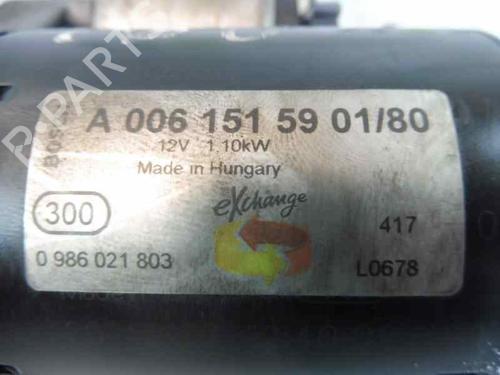 A 006 151 59 01/80
BOSCH
12V 1.10kW
Made in Hungary
eXchange
300
417
0 986 021 803
L0678